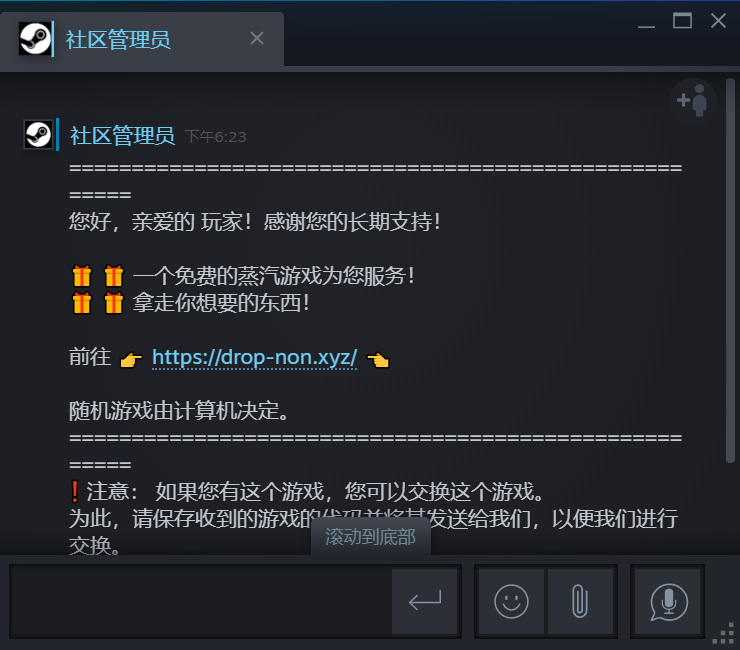 社区管理员
社区管理员 下午6:23
=================================================
=====
您好，亲爱的 玩家！感谢您的长期支持！
🎁 🎁 一个免费的蒸汽游戏为您服务！
🎁 🎁 拿走你想要的东西！
前往 👉 https://drop-non.xyz/ 👈
随机游戏由计算机决定。
=================================================
=====
❗注意： 如果您有这个游戏，您可以交换这个游戏。
为此，请保存收到的游戏的代码并将其发送给我们，以便我们进行
交换。
滚动到底部